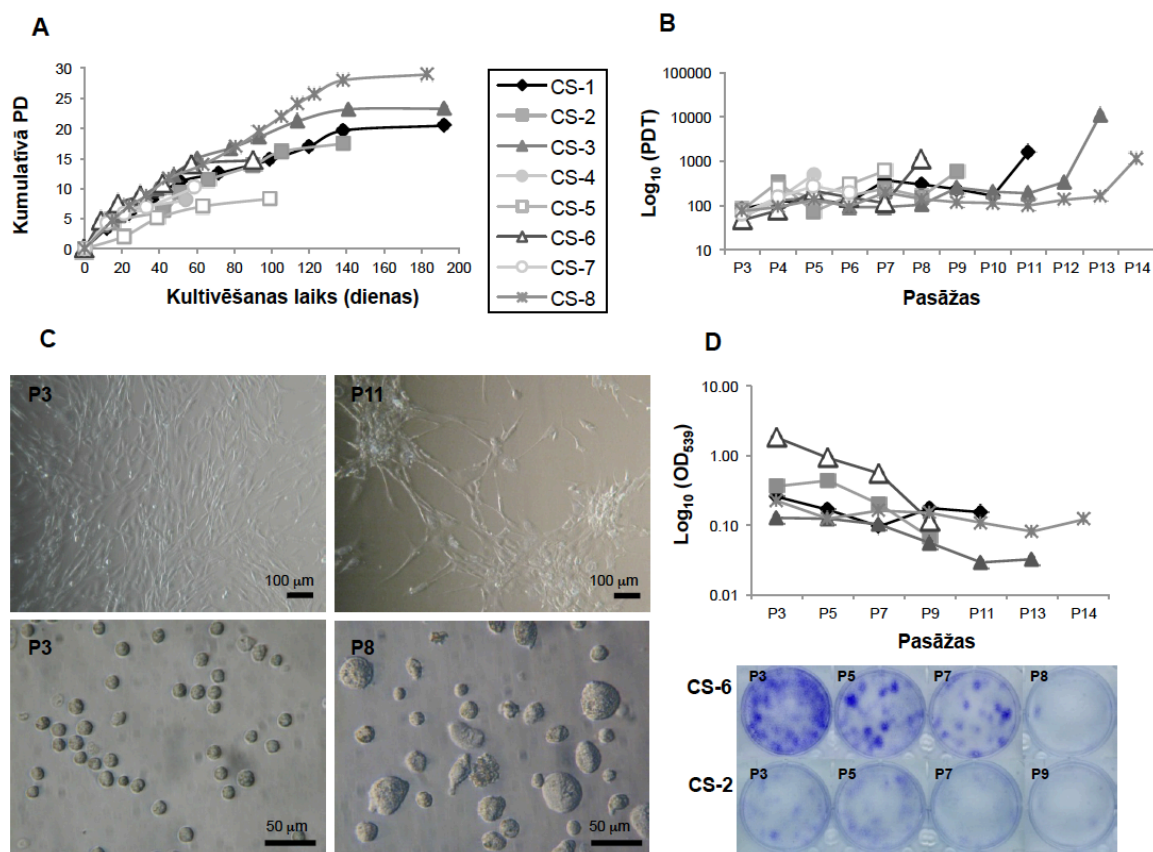 A
Kumulatīvā PD
30
25
20
15
10
5
0
0 20 40 60 80 100 120 140 160 180 200
Kultivēšanas laiks (dienas)
CS-1
CS-2
CS-3
CS-4
CS-5
CS-6
CS-7
CS-8
B
Log10 (PDT)
100000
10000
1000
100
10
P3 P4 P5 P6 P7 P8 P9 P10 P11 P12 P13 P14
Pasāžas
C
P3
100 μm
P11
100 μm
P3
50 μm
P8
50 μm
D
Log10 (OD539)
10.00
1.00
0.10
0.01
P3 P5 P7 P9 P11 P13 P14
Pasāžas
CS-6
P3 P5 P7 P8
CS-2
P3 P5 P7 P9